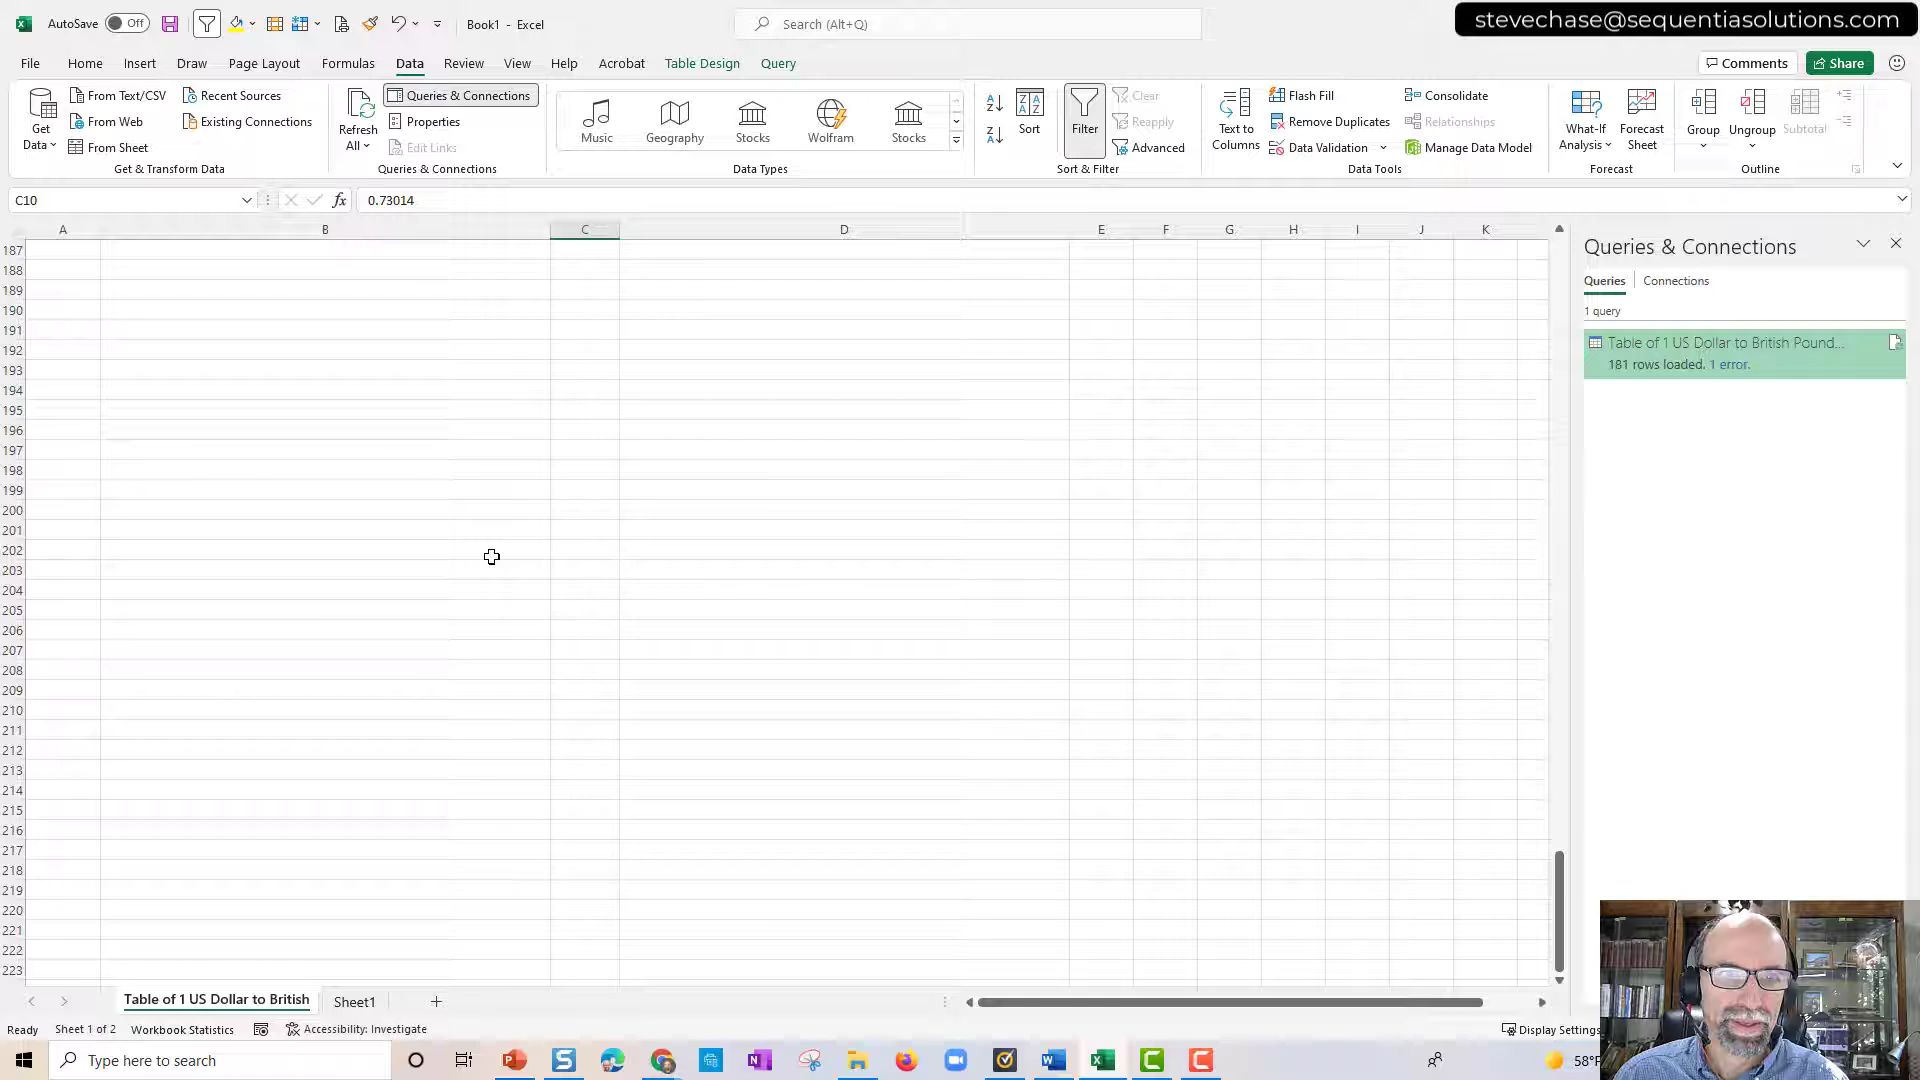 AutoSave Off Book1 - Excel Search (Alt+Q) stevechase@sequentiasolutions.com
File Home Insert Draw Page Layout Formulas Data Review View Help Acrobat Table Design Query Comments Share
Get Data From Text/CSV From Web From Sheet Recent Sources Existing Connections
Get & Transform Data
Refresh All Queries & Connections Properties Edit Links
Queries & Connections
Music Geography Stocks Wolfram Stocks
Data Types
Sort Filter Clear Reapply Advanced
Sort & Filter
Text to Columns Flash Fill Remove Duplicates Data Validation Consolidate Relationships Manage Data Model
Data Tools
What-If Analysis Forecast Sheet
Forecast
Group Ungroup Subtotal
Outline
C10 fx 0.73014
A B C D E F G H I J K
187
188
189
190
191
192
193
194
195
196
197
198
199
200
201
202
203
204
205
206
207
208
209
210
211
212
213
214
215
216
217
218
219
220
221
222
223
Queries & Connections
Queries Connections
1 query
Table of 1 US Dollar to British Pound...
181 rows loaded. 1 error.
Table of 1 US Dollar to British Sheet1
Ready Sheet 1 of 2 Workbook Statistics Accessibility: Investigate Display Settings
Type here to search 58°F